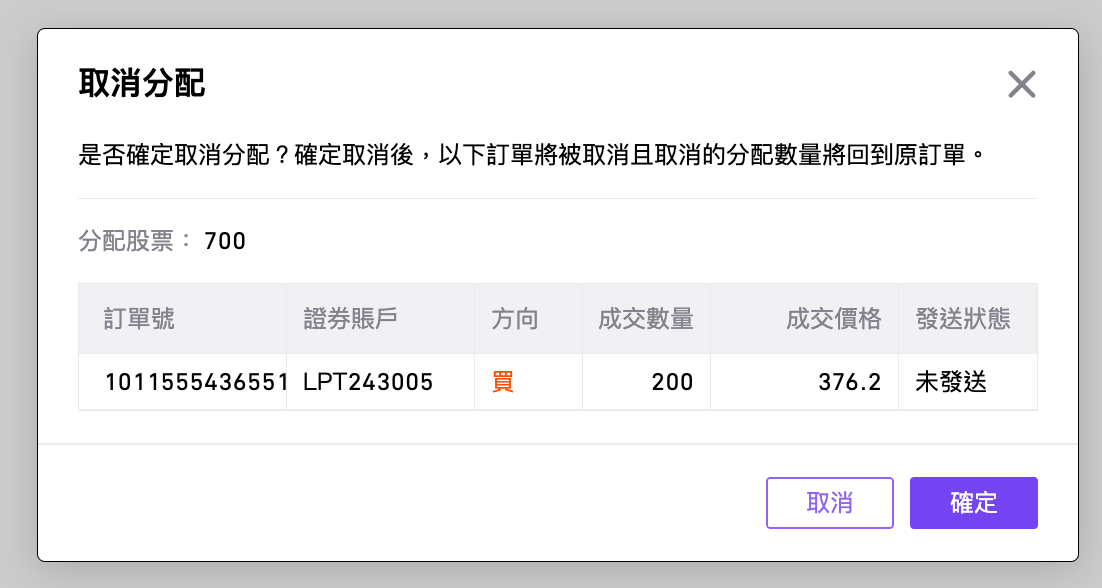 取消分配
是否確定取消分配？確定取消後，以下訂單將被取消且取消的分配數量將回到原訂單。
分配股票： 700
訂單號 證券賬戶 方向 成交數量 成交價格 發送狀態
1011555436551 LPT243005 買 200 376.2 未發送
取消 確定